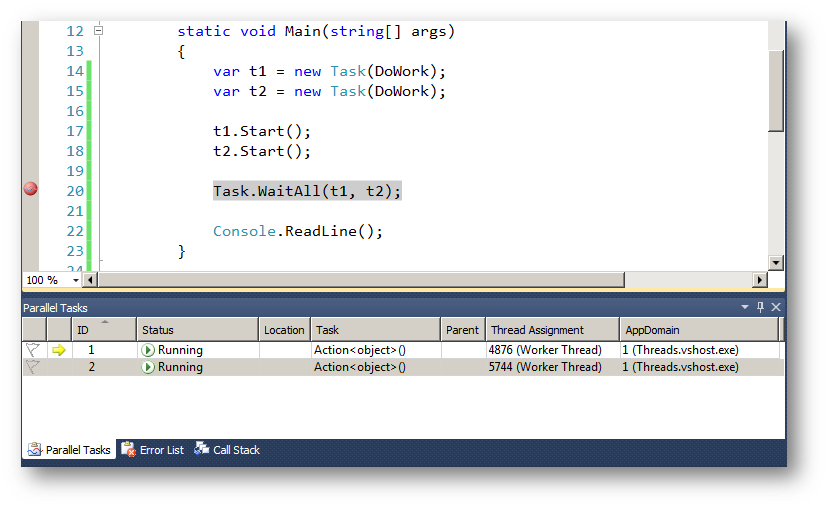 12 static void Main(string[] args)
13 {
14 var t1 = new Task(DoWork);
15 var t2 = new Task(DoWork);
16
17 t1.Start();
18 t2.Start();
19
20 Task.WaitAll(t1, t2);
21
22 Console.ReadLine();
23 }
24
100 %
Parallel Tasks
ID Status Location Task Parent Thread Assignment AppDomain
1 Running Action<object>() 4876 (Worker Thread) 1 (Threads.vshost.exe)
2 Running Action<object>() 5744 (Worker Thread) 1 (Threads.vshost.exe)
Parallel Tasks Error List Call Stack